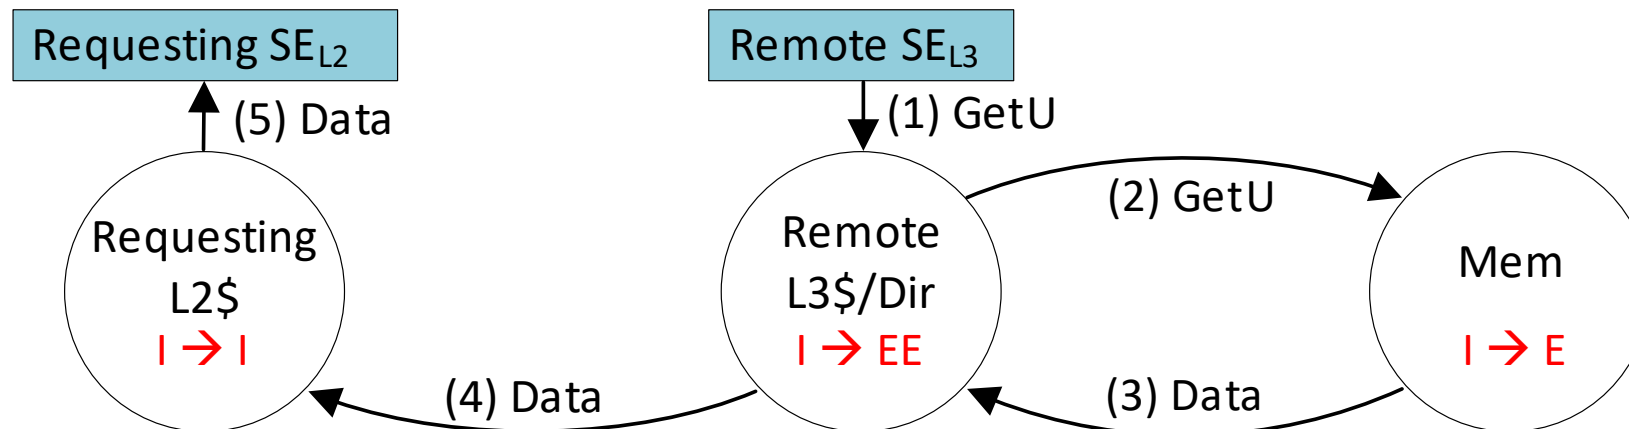 Requesting SEL2
Remote SEL3
(5) Data
(1) GetU
(2) GetU
Requesting
L2$
I → I
Remote
L3$/Dir
I → EE
Mem
I → E
(4) Data
(3) Data